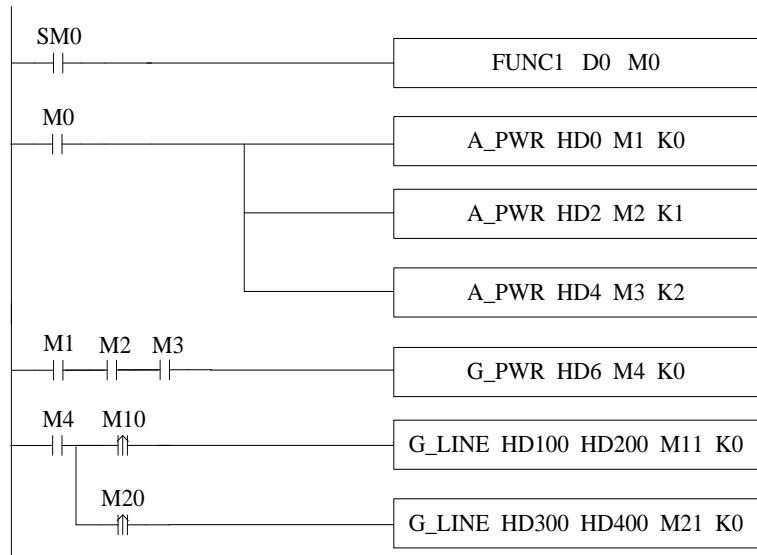 SM0
FUNC1 D0 M0
M0
A_PWR HD0 M1 K0
A_PWR HD2 M2 K1
A_PWR HD4 M3 K2
M1 M2 M3
G_PWR HD6 M4 K0
M4 M10
G_LINE HD100 HD200 M11 K0
M20
G_LINE HD300 HD400 M21 K0